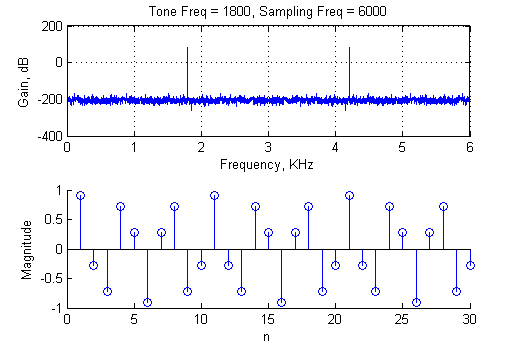 Tone Freq = 1800, Sampling Freq = 6000
200
0
-200
-400
Gain, dB
0 1 2 3 4 5 6
Frequency, KHz
1
0.5
0
-0.5
-1
Magnitude
0 5 10 15 20 25 30
n